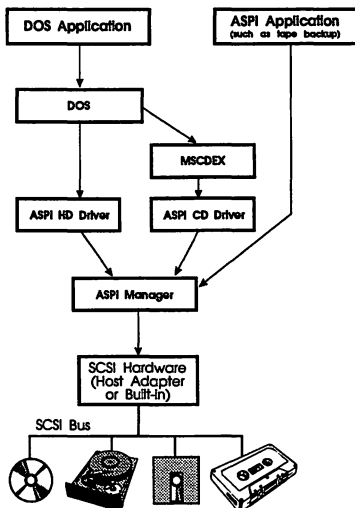 DOS Application
ASPI Application
(such as tape backup)
DOS
MSCDEX
ASPI HD Driver
ASPI CD Driver
ASPI Manager
SCSI Hardware
(Host Adapter
or Built-in)
SCSI Bus